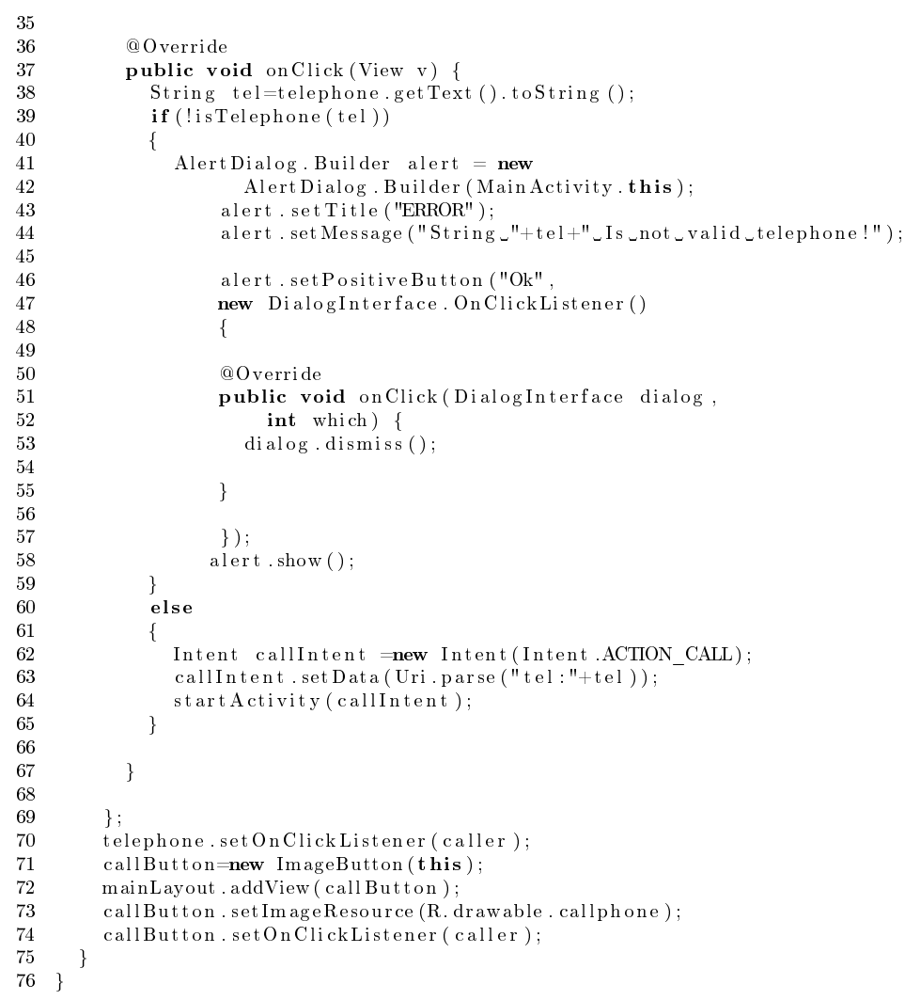 35
36 @Override
37 public void onClick(View v) {
38 String tel=telephone.getText().toString();
39 if(!isTelephone(tel))
40 {
41 AlertDialog.Builder alert = new
42 AlertDialog.Builder(MainActivity.this);
43 alert.setTitle("ERROR");
44 alert.setMessage("String␣"+tel+"␣Is␣not␣valid␣telephone!");
45
46 alert.setPositiveButton("Ok",
47 new DialogInterface.OnClickListener()
48 {
49
50 @Override
51 public void onClick(DialogInterface dialog,
52 int which) {
53 dialog.dismiss();
54
55 }
56
57 });
58 alert.show();
59 }
60 else
61 {
62 Intent callIntent =new Intent(Intent.ACTION_CALL);
63 callIntent.setData(Uri.parse("tel:"+tel));
64 startActivity(callIntent);
65 }
66
67 }
68
69 };
70 telephone.setOnClickListener(caller);
71 callButton=new ImageButton(this);
72 mainLayout.addView(callButton);
73 callButton.setImageResource(R.drawable.callphone);
74 callButton.setOnClickListener(caller);
75 }
76 }